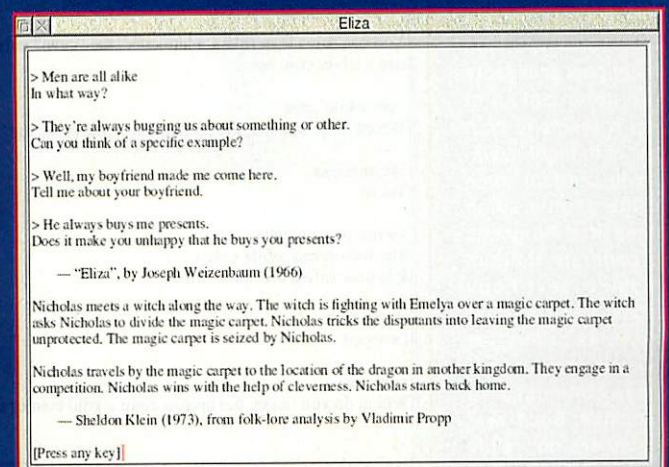 Eliza
> Men are all alike
In what way?
> They're always bugging us about something or other.
Can you think of a specific example?
> Well, my boyfriend made me come here.
Tell me about your boyfriend.
> He always buys me presents.
Does it make you unhappy that he buys you presents?
— "Eliza", by Joseph Weizenbaum (1966)
Nicholas meets a witch along the way. The witch is fighting with Emelya over a magic carpet. The witch
asks Nicholas to divide the magic carpet. Nicholas tricks the disputants into leaving the magic carpet
unprotected. The magic carpet is seized by Nicholas.
Nicholas travels by the magic carpet to the location of the dragon in another kingdom. They engage in a
competition. Nicholas wins with the help of cleverness. Nicholas starts back home.
— Sheldon Klein (1973), from folk-lore analysis by Vladimir Propp
[Press any key]